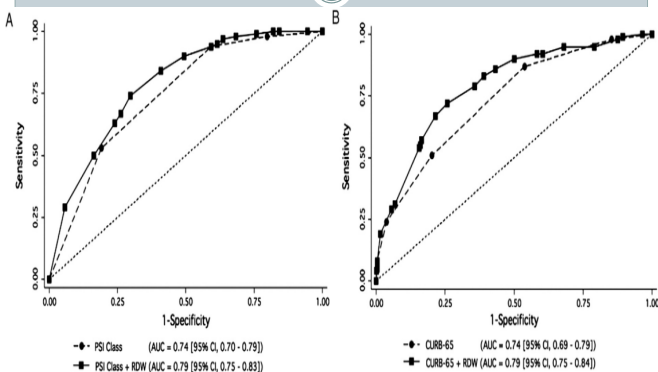 A
B
1.00
0.75
0.50
0.25
0.00
Sensitivity
0.00 0.25 0.50 0.75 1.00
1-Specificity
PSI Class (AUC = 0.74 [95% CI, 0.70 - 0.79])
PSI Class + RDW (AUC = 0.79 [95% CI, 0.75 - 0.83])
1.00
0.75
0.50
0.25
0.00
Sensitivity
0.00 0.25 0.50 0.75 1.00
1-Specificity
CURB-65 (AUC = 0.74 [95% CI, 0.69 - 0.79])
CURB-65 + RDW (AUC = 0.79 [95% CI, 0.75 - 0.84])